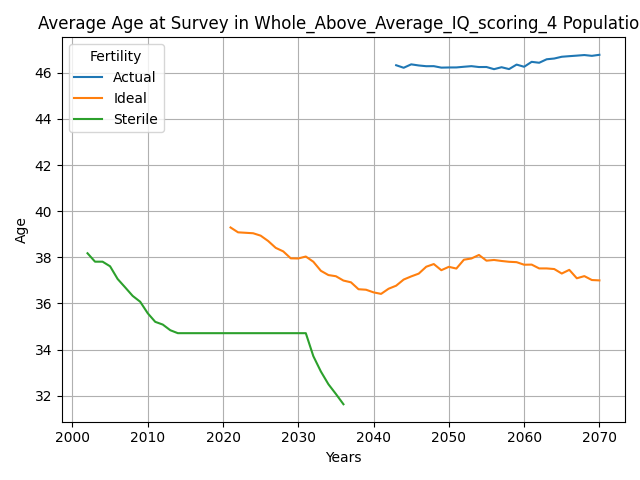 Average Age at Survey in Whole_Above_Average_IQ_scoring_4 Populatio
Fertility
Actual
Ideal
Sterile
46
44
42
40
38
36
34
32
Age
2000 2010 2020 2030 2040 2050 2060 2070
Years